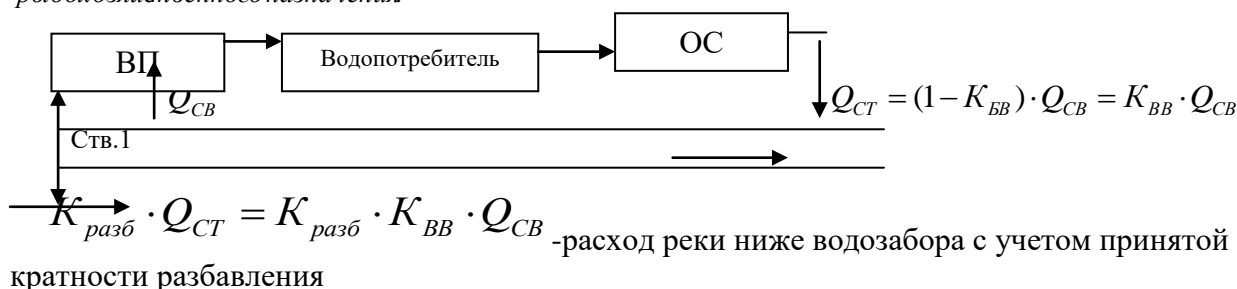 ВП
Водопотребитель
ОС
Q_СВ
Q_СТ = (1 − К_БВ) · Q_СВ = К_ВВ · Q_СВ
Ств.1
К_разб · Q_СТ = К_разб · К_ВВ · Q_СВ -расход реки ниже водозабора с учетом принятой
кратности разбавления